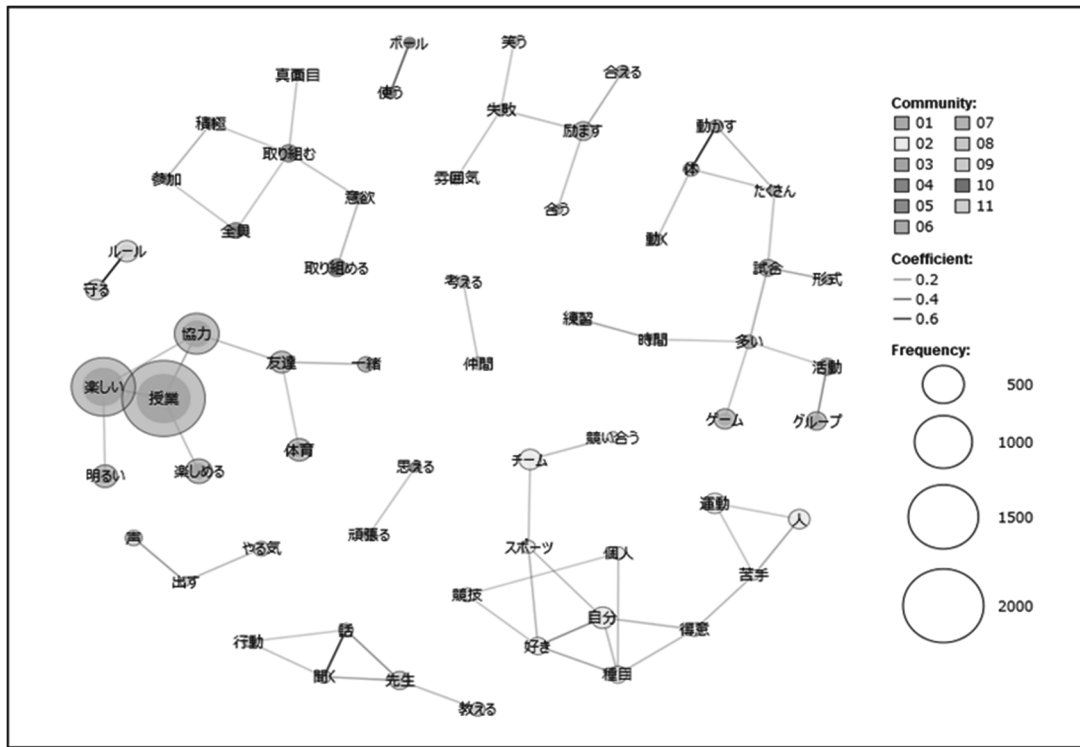 ボール
笑う
合える
真面目
使う
失敗
励ます
積極
取り組む
動かす
体
参加
意欲
雰囲気
たくさん
全員
合う
動く
ルール
取り組める
試合
形式
守る
考える
練習
時間
多い
協力
友達
一緒
仲間
活動
楽しい
授業
ゲーム
グループ
体育
競い合う
明るい
楽しめる
思える
チーム
運動
人
声
やる気
頑張る
スポーツ
個人
出す
苦手
競技
自分
行動
話
好き
得意
聞く
先生
種目
教える
Community:
01 07
02 08
03 09
04 10
05 11
06
Coefficient:
0.2
0.4
0.6
Frequency:
500
1000
1500
2000